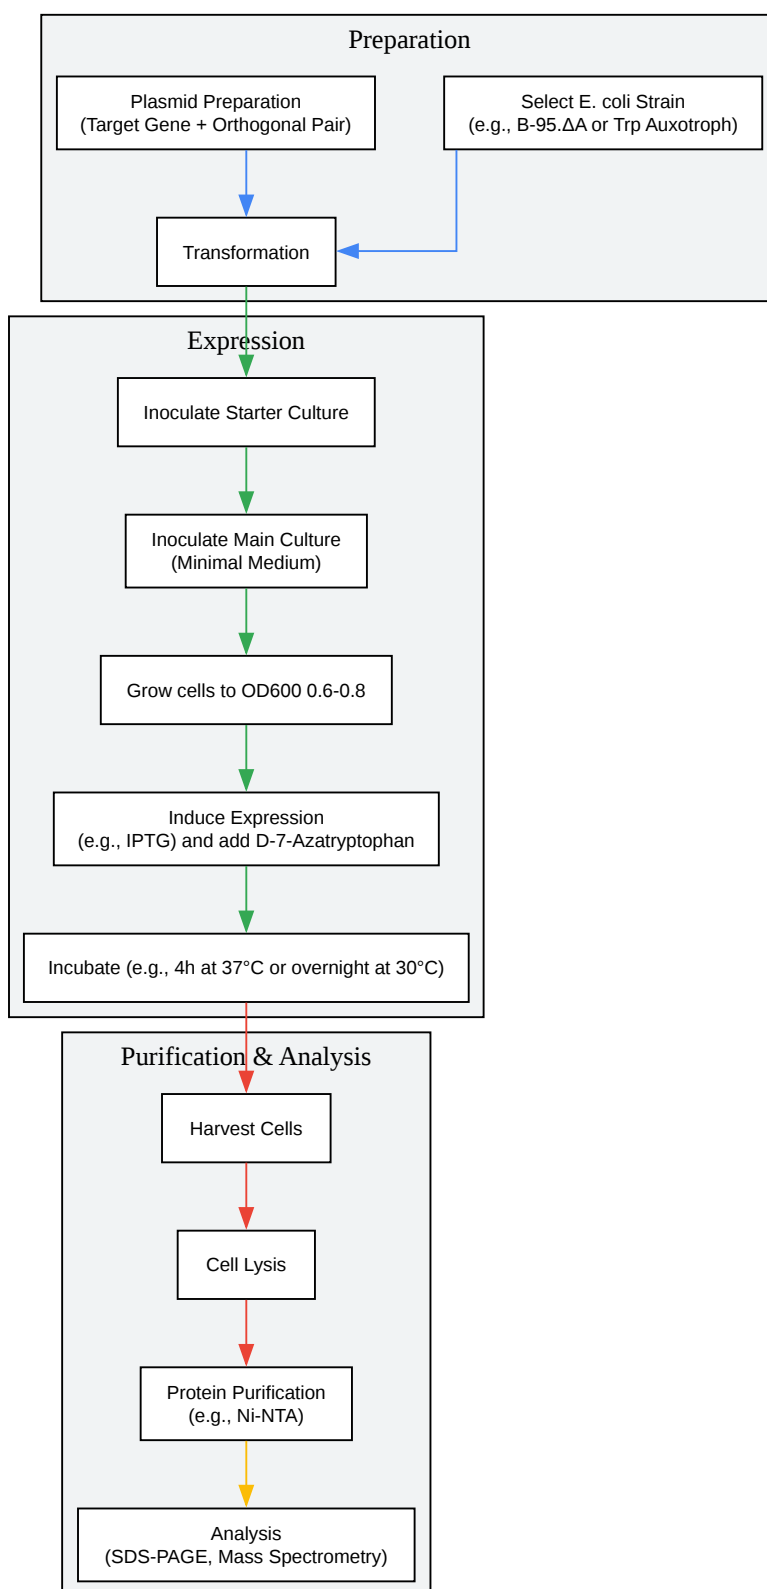 Preparation
Plasmid Preparation
(Target Gene + Orthogonal Pair)
Select E. coli Strain
(e.g., B-95.ΔA or Trp Auxotroph)
Transformation
Expression
Inoculate Starter Culture
Inoculate Main Culture
(Minimal Medium)
Grow cells to OD600 0.6-0.8
Induce Expression
(e.g., IPTG) and add D-7-Azatryptophan
Incubate (e.g., 4h at 37°C or overnight at 30°C)
Purification & Analysis
Harvest Cells
Cell Lysis
Protein Purification
(e.g., Ni-NTA)
Analysis
(SDS-PAGE, Mass Spectrometry)